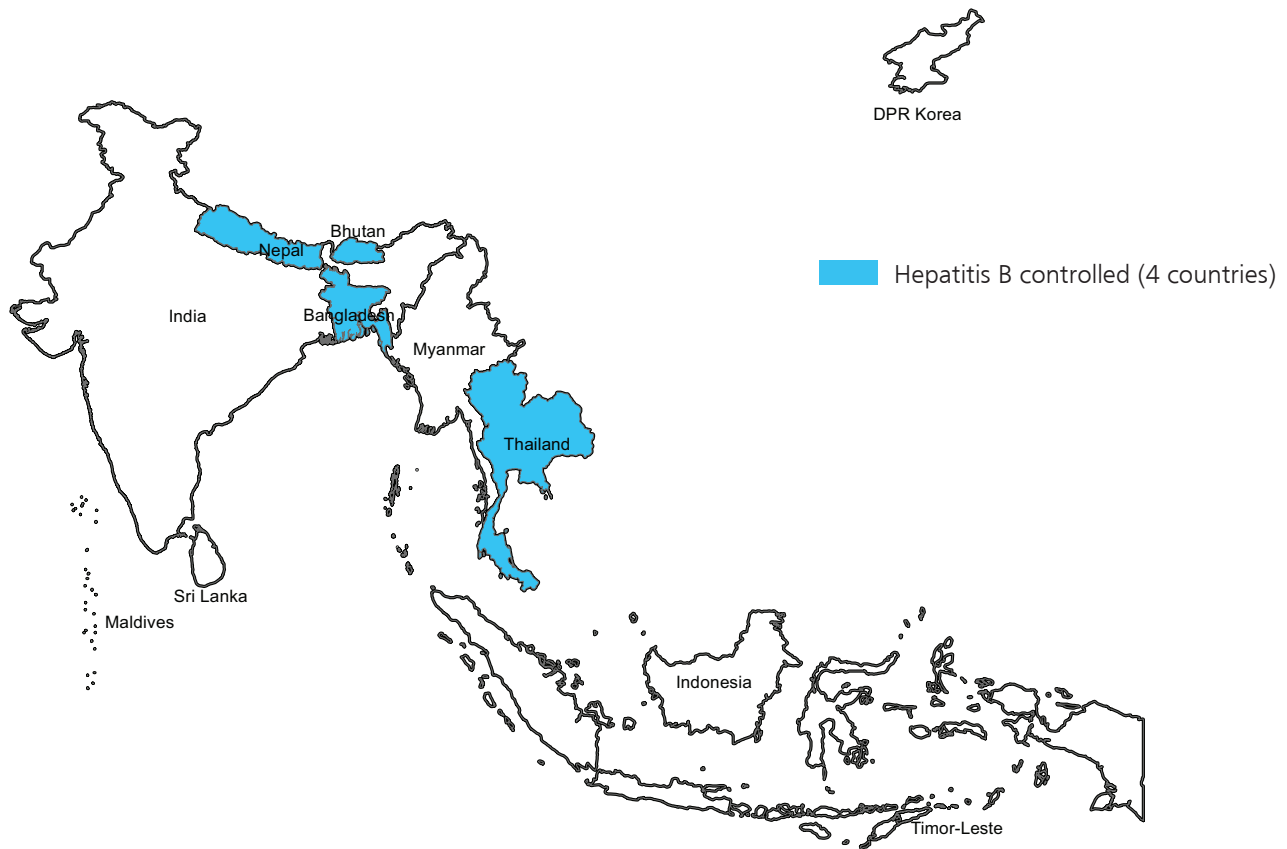 DPR Korea
Bhutan
Nepal
Hepatitis B controlled (4 countries)
India
Bangladesh
Myanmar
Thailand
Sri Lanka
Maldives
Indonesia
Timor-Leste